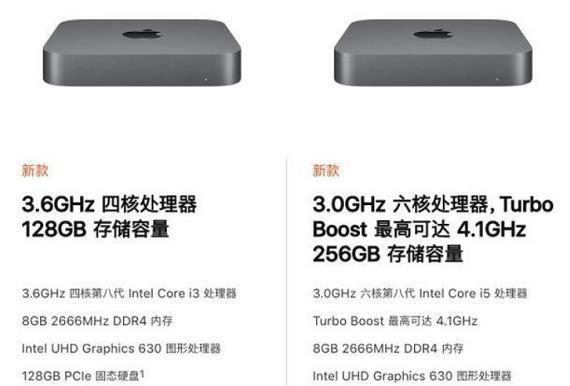 新款
3.6GHz 四核处理器
128GB 存储容量
3.6GHz 四核第八代 Intel Core i3 处理器
8GB 2666MHz DDR4 内存
Intel UHD Graphics 630 图形处理器
128GB PCIe 固态硬盘¹
新款
3.0GHz 六核处理器, Turbo
Boost 最高可达 4.1GHz
256GB 存储容量
3.0GHz 六核第八代 Intel Core i5 处理器
Turbo Boost 最高可达 4.1GHz
8GB 2666MHz DDR4 内存
Intel UHD Graphics 630 图形处理器